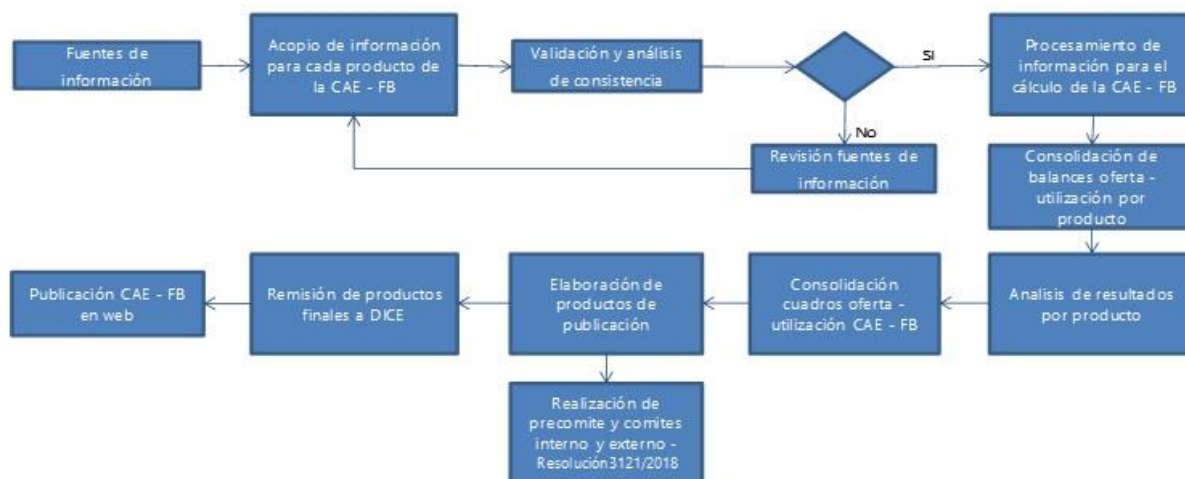 Fuentes de
información
Acopio de información
para cada producto de
la CAE - FB
Validación y análisis
de consistencia
SI
Procesamiento de
información para el
cálculo de la CAE - FB
No
Revisión fuentes de
información
Consolidación de
balances oferta -
utilización por
producto
Analisis de resultados
por producto
Consolidación
cuadros oferta -
utilización CAE - FB
Elaboración de
productos de
publicación
Remisión de productos
finales a DICE
Publicación CAE - FB
en web
Realización de
precomite y comites
interno y externo -
Resolución3121/2018